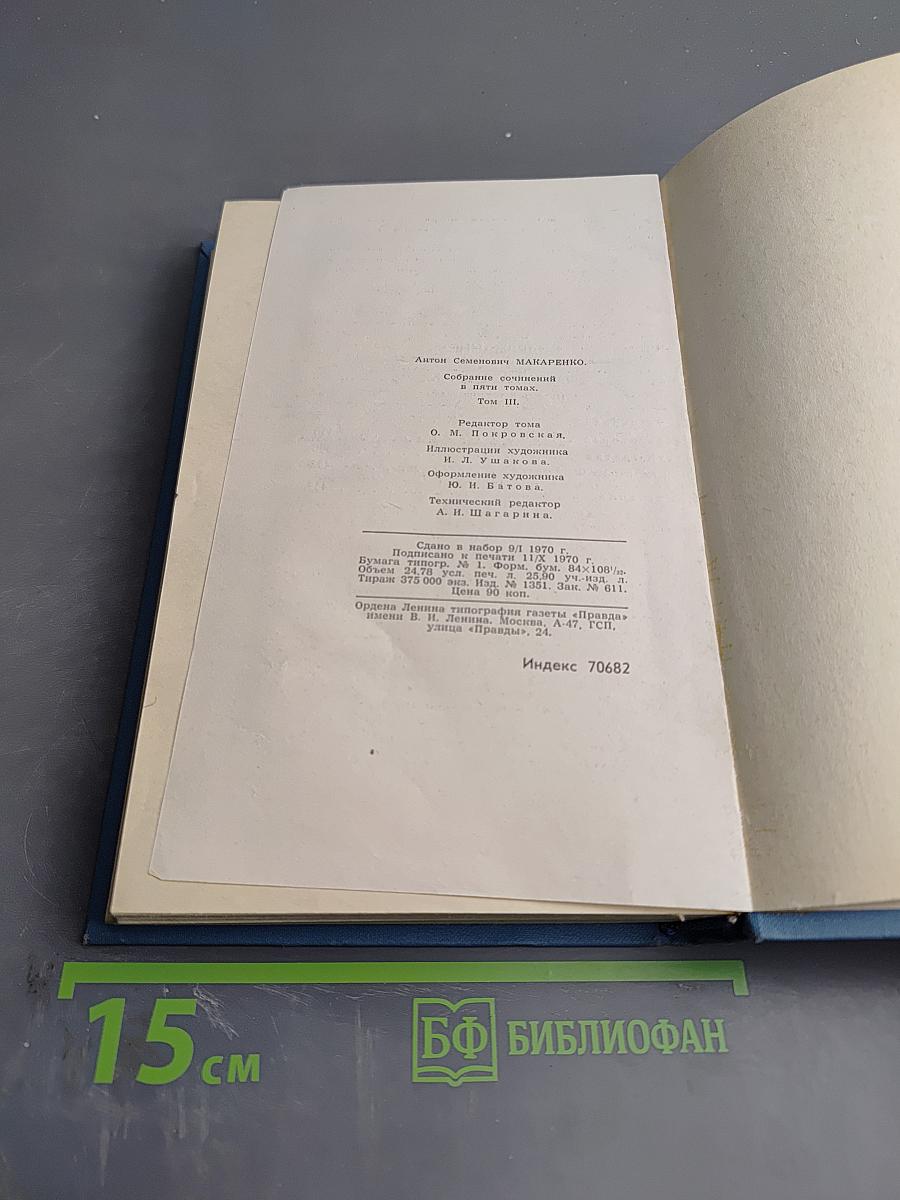 Антон Семенович МАКАРЕНКО.
Собрание сочинений
в пяти томах.
Том III.
Редактор тома
О. М. Покровская.
Иллюстрации художника
И. Л. Ушакова.
Оформление художника
Ю. И. Батова.
Технический редактор
А. И. Шагарина.
Сдано в набор 9/I 1970 г.
Подписано к печати 11/X 1970 г.
Бумага типогр. № 1. Форм. бум. 84×108¹/₃₂.
Объем 24,78 усл. печ. л. 25,90 уч.-изд. л.
Тираж 375 000 экз. Изд. № 1351. Зак. № 611.
Цена 90 коп.
Ордена Ленина типография газеты «Правда»
имени В. И. Ленина. Москва, А-47, ГСП,
улица «Правды», 24.
Индекс 70682
15 см
БФ БИБЛИОФАН